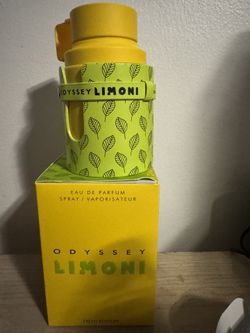 ODYSSEY LIMONI
EAU DE PARFUM
SPRAY / VAPORISATEUR
ODYSSEY
LIMONI